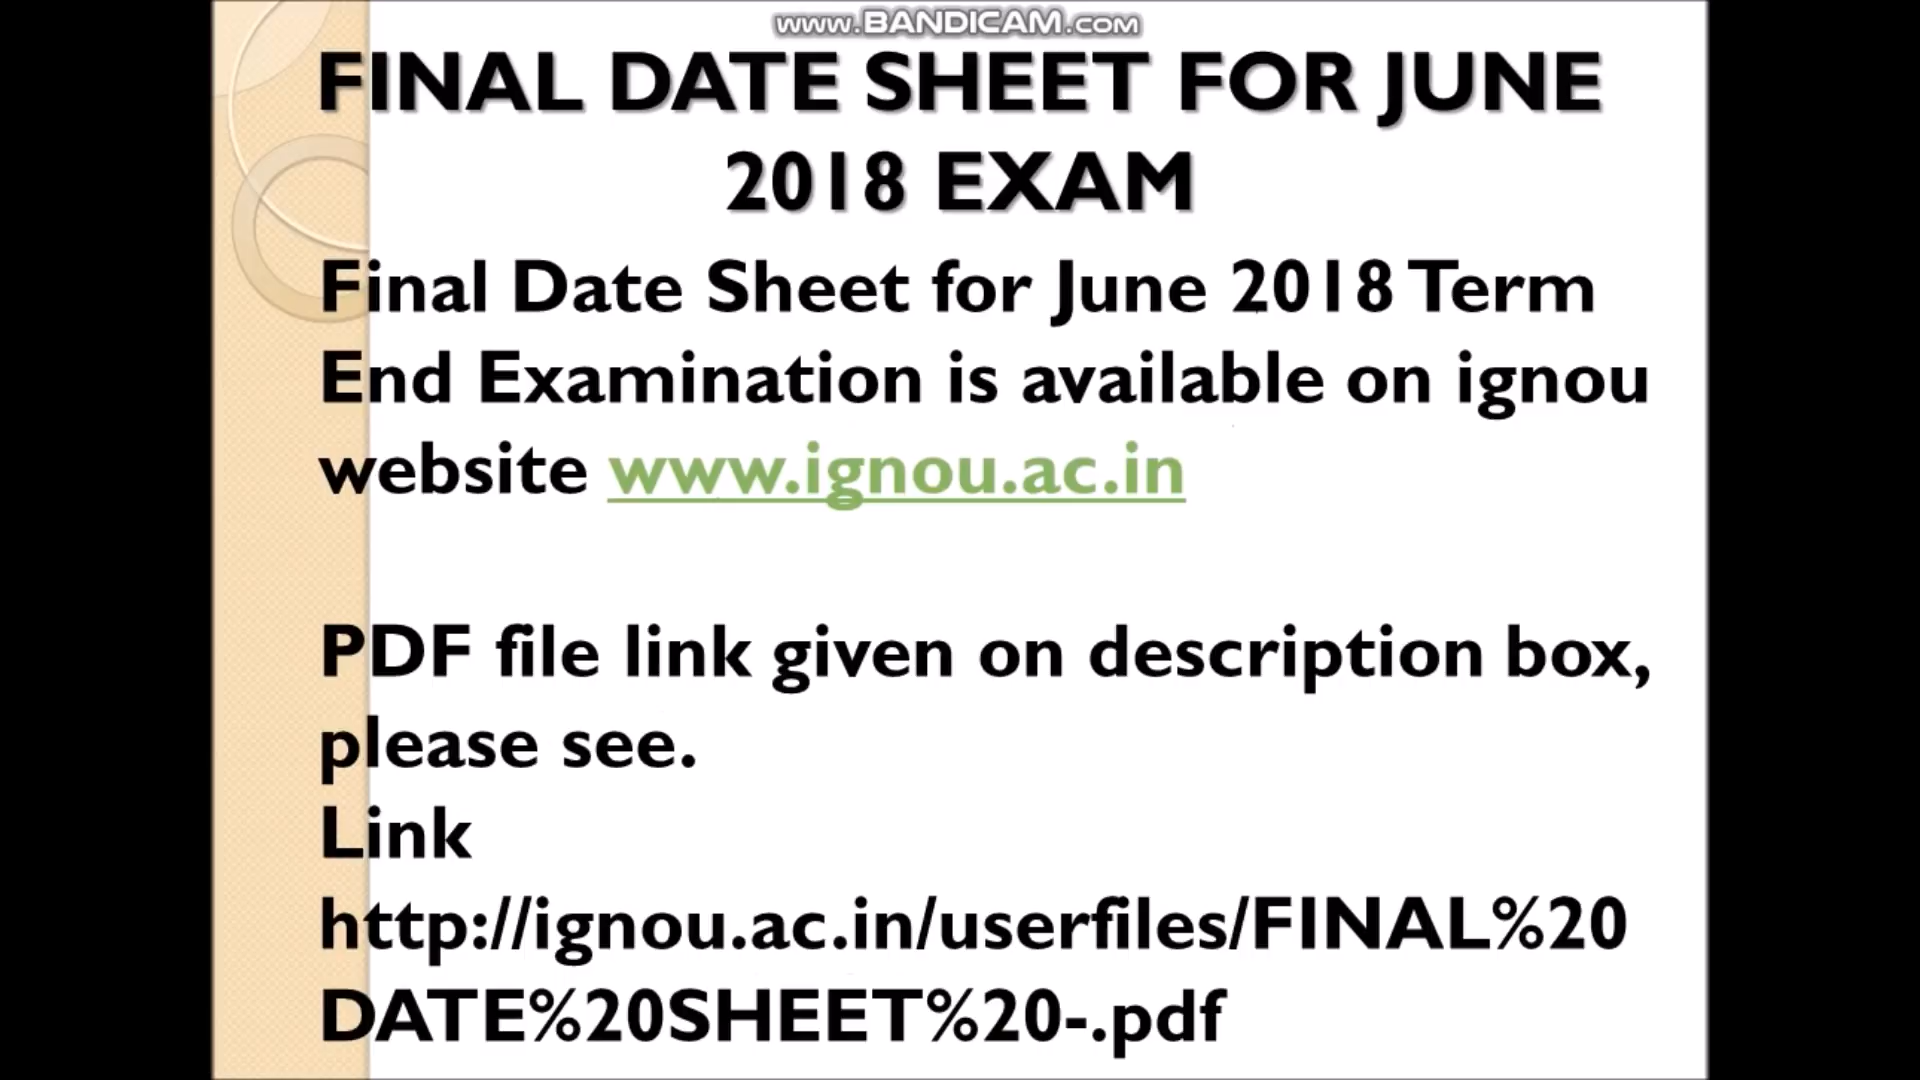 www.BANDICAM.com
FINAL DATE SHEET FOR JUNE
2018 EXAM
Final Date Sheet for June 2018 Term
End Examination is available on ignou
website www.ignou.ac.in
PDF file link given on description box,
please see.
Link
http://ignou.ac.in/userfiles/FINAL%20
DATE%20SHEET%20-.pdf